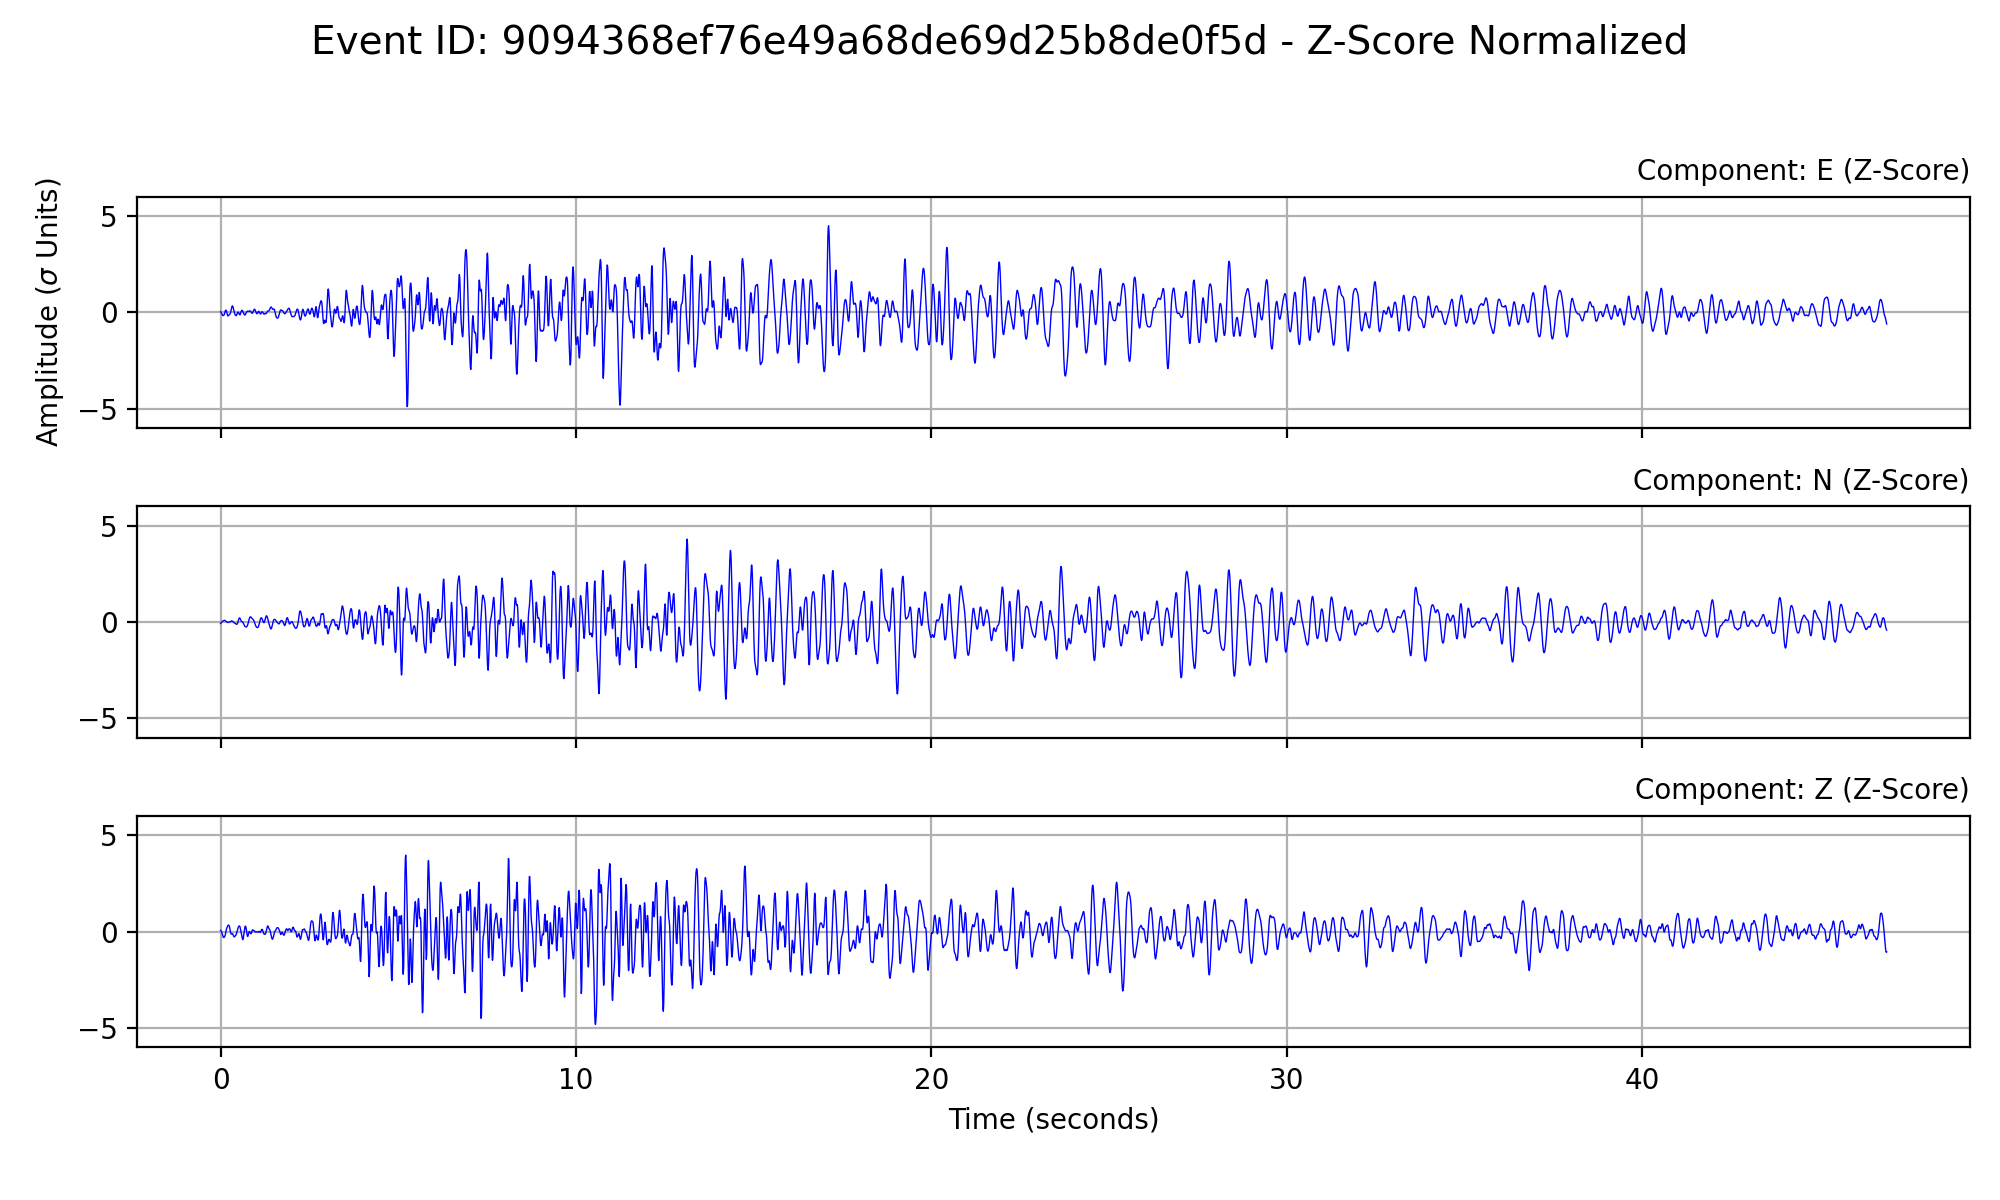 Event ID: 9094368ef76e49a68de69d25b8de0f5d - Z-Score Normalized
Component: E (Z-Score)
Amplitude (σ Units)
5
0
−5
Component: N (Z-Score)
5
0
−5
Component: Z (Z-Score)
5
0
−5
0 10 20 30 40
Time (seconds)